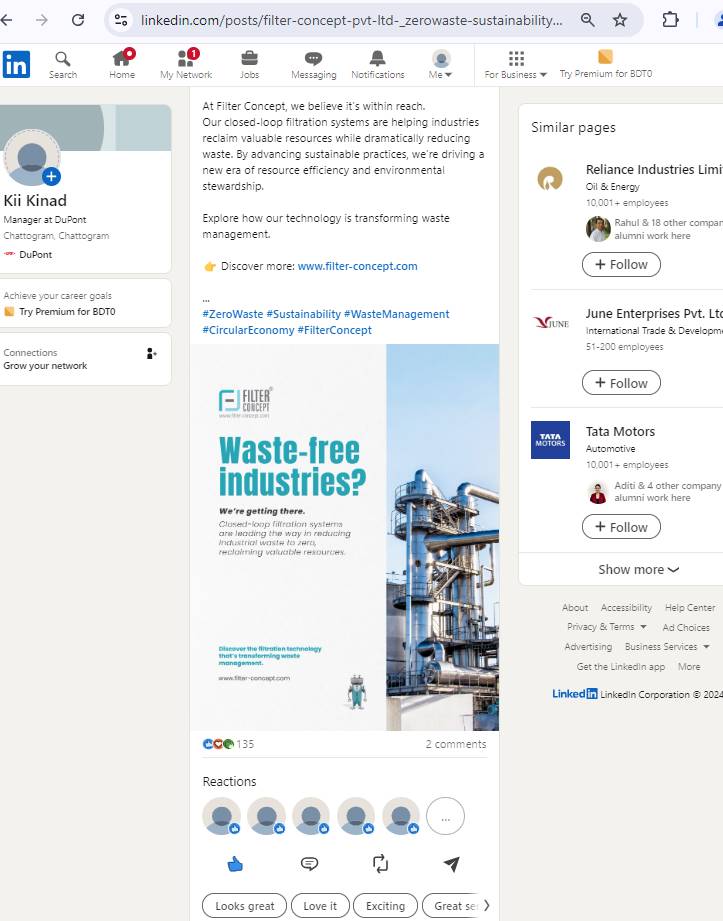 linkedin.com/posts/filter-concept-pvt-ltd-_zerowaste-sustainability...
in
Search
Home
1
My Network
Jobs
Messaging
Notifications
Me
For Business
Try Premium for BDT0
Kii Kinad
Manager at DuPont
Chattogram, Chattogram
DuPont
Achieve your career goals
Try Premium for BDT0
Connections
Grow your network
At Filter Concept, we believe it's within reach.
Our closed-loop filtration systems are helping industries
reclaim valuable resources while dramatically reducing
waste. By advancing sustainable practices, we're driving a
new era of resource efficiency and environmental
stewardship.
Explore how our technology is transforming waste
management.
👉 Discover more: www.filter-concept.com
...
#ZeroWaste #Sustainability #WasteManagement
#CircularEconomy #FilterConcept
FILTER
CONCEPT
www.filter-concept.com
Waste-free
industries?
We're getting there.
Closed-loop filtration systems
are leading the way in reducing
industrial waste to zero,
reclaiming valuable resources.
Discover the filtration technology
that's transforming waste
management.
www.filter-concept.com
135
2 comments
Reactions
...
Looks great
Love it
Exciting
Great se
Similar pages
Reliance Industries Limi
Oil & Energy
10,001+ employees
Rahul & 18 other compan
alumni work here
+ Follow
JUNE
June Enterprises Pvt. Ltd
International Trade & Developme
51-200 employees
+ Follow
TATA
MOTORS
Tata Motors
Automotive
10,001+ employees
Aditi & 4 other company
alumni work here
+ Follow
Show more
About Accessibility Help Center
Privacy & Terms Ad Choices
Advertising Business Services
Get the LinkedIn app More
LinkedIn LinkedIn Corporation © 2024